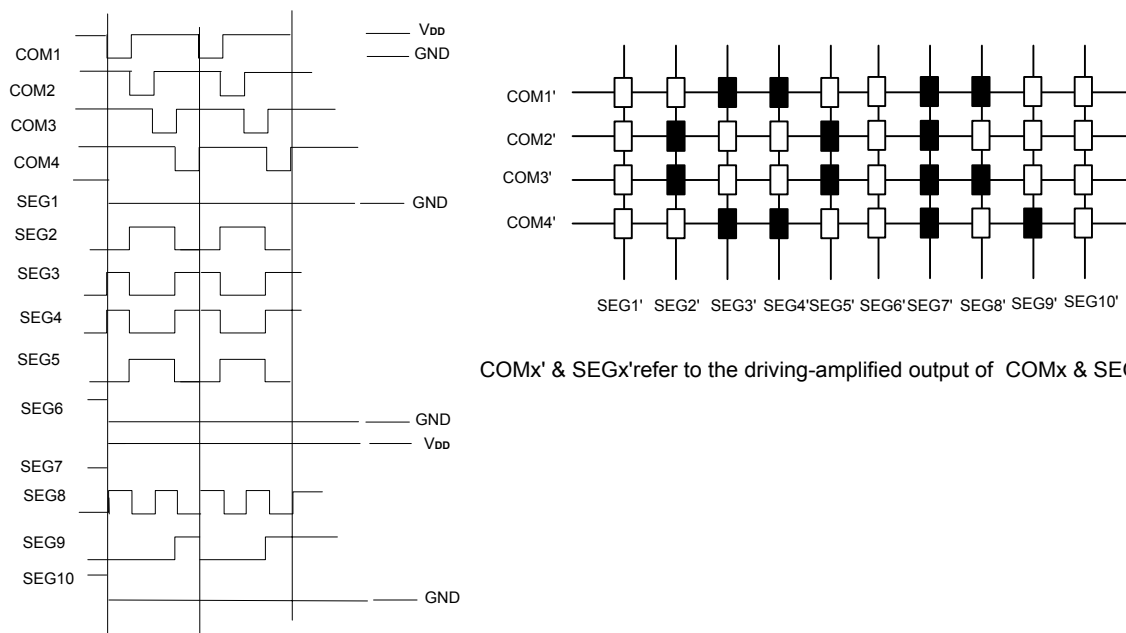 VDD
COM1
GND
COM2
COM3
COM4
SEG1
GND
SEG2
SEG3
SEG4
SEG5
SEG6
GND
VDD
SEG7
SEG8
SEG9
SEG10
GND
COM1'
COM2'
COM3'
COM4'
SEG1' SEG2' SEG3' SEG4' SEG5' SEG6' SEG7' SEG8' SEG9' SEG10'
COMx' & SEGx'refer to the driving-amplified output of COMx & SEG